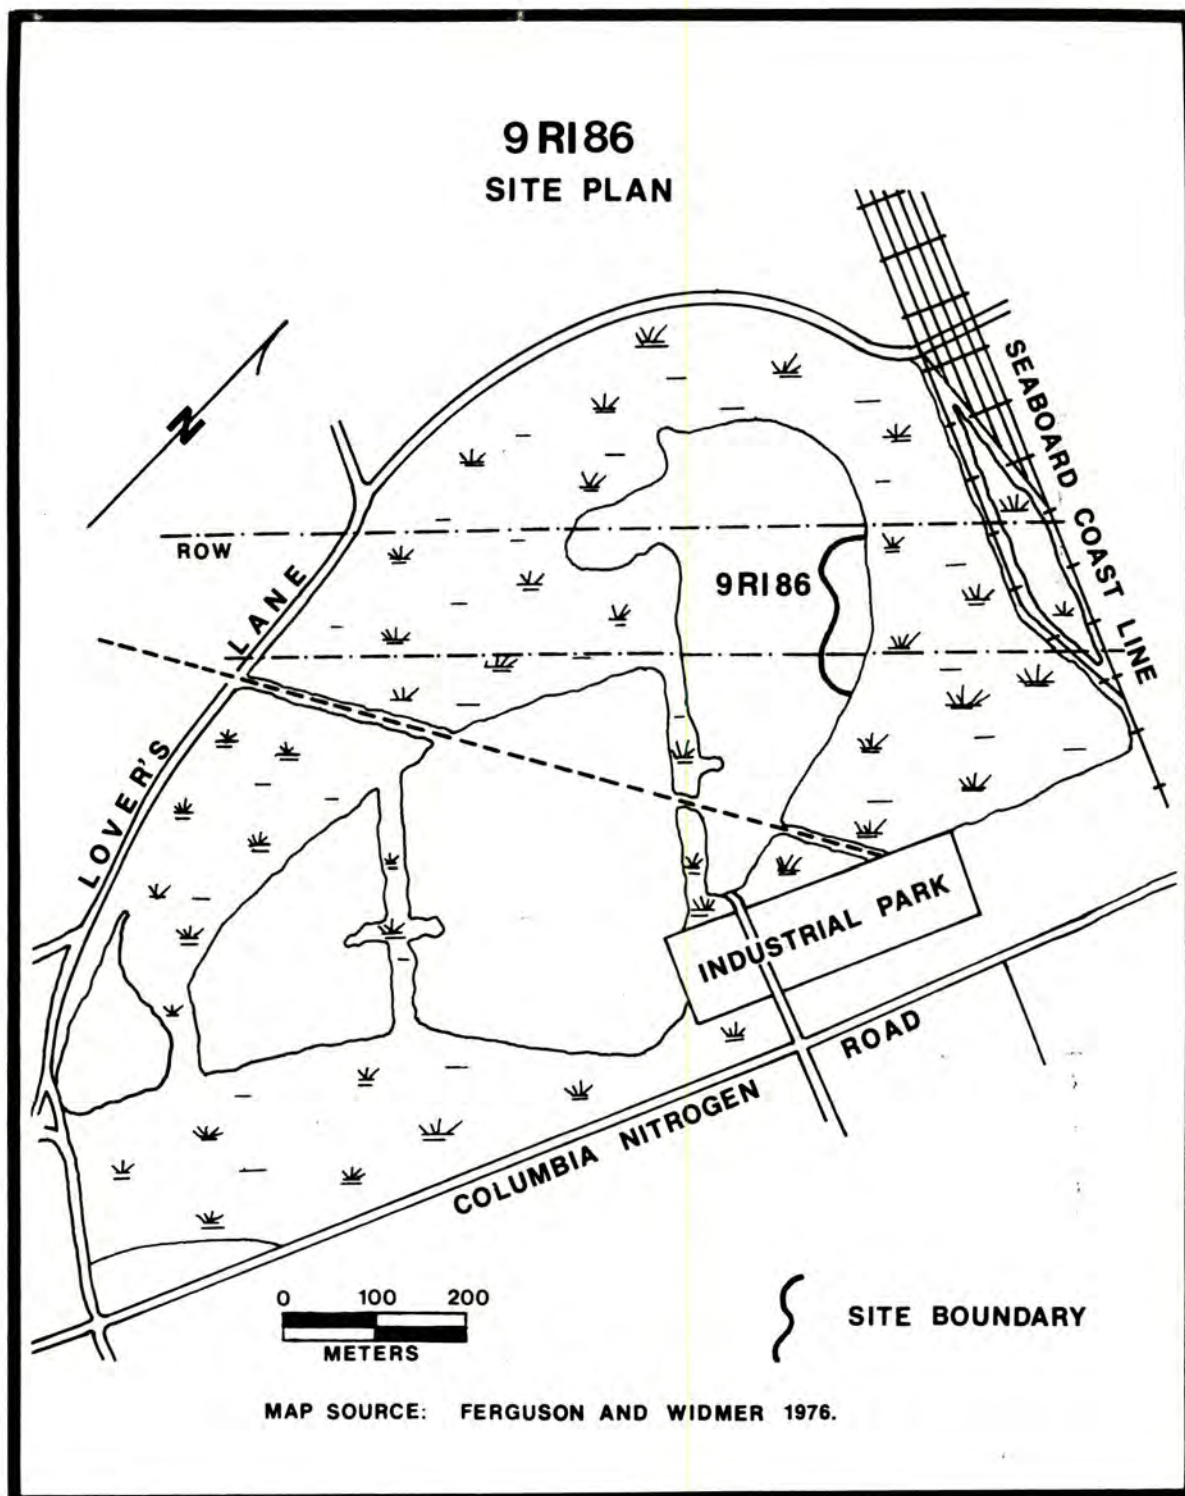 9RI86
SITE PLAN
N
SEABOARD COAST LINE
ROW
LOVER'S LANE
9RI86
INDUSTRIAL PARK
COLUMBIA NITROGEN ROAD
0 100 200
METERS
SITE BOUNDARY
MAP SOURCE: FERGUSON AND WIDMER 1976.